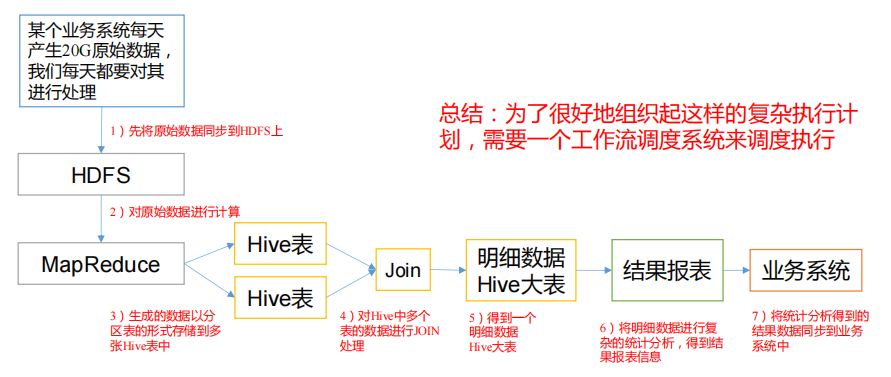 某个业务系统每天
产生20G原始数据，
我们每天都要对其
进行处理
1）先将原始数据同步到HDFS上
总结：为了很好地组织起这样的复杂执行计
划，需要一个工作流调度系统来调度执行
HDFS
2）对原始数据进行计算
MapReduce
Hive表
Hive表
Join
明细数据
Hive大表
结果报表
业务系统
3）生成的数据以分
区表的形式存储到多
张Hive表中
4）对Hive中多个
表的数据进行JOIN
处理
5）得到一个
明细数据
Hive大表
6）将明细数据进行复
杂的统计分析，得到结
果报表信息
7）将统计分析得到的
结果数据同步到业务
系统中